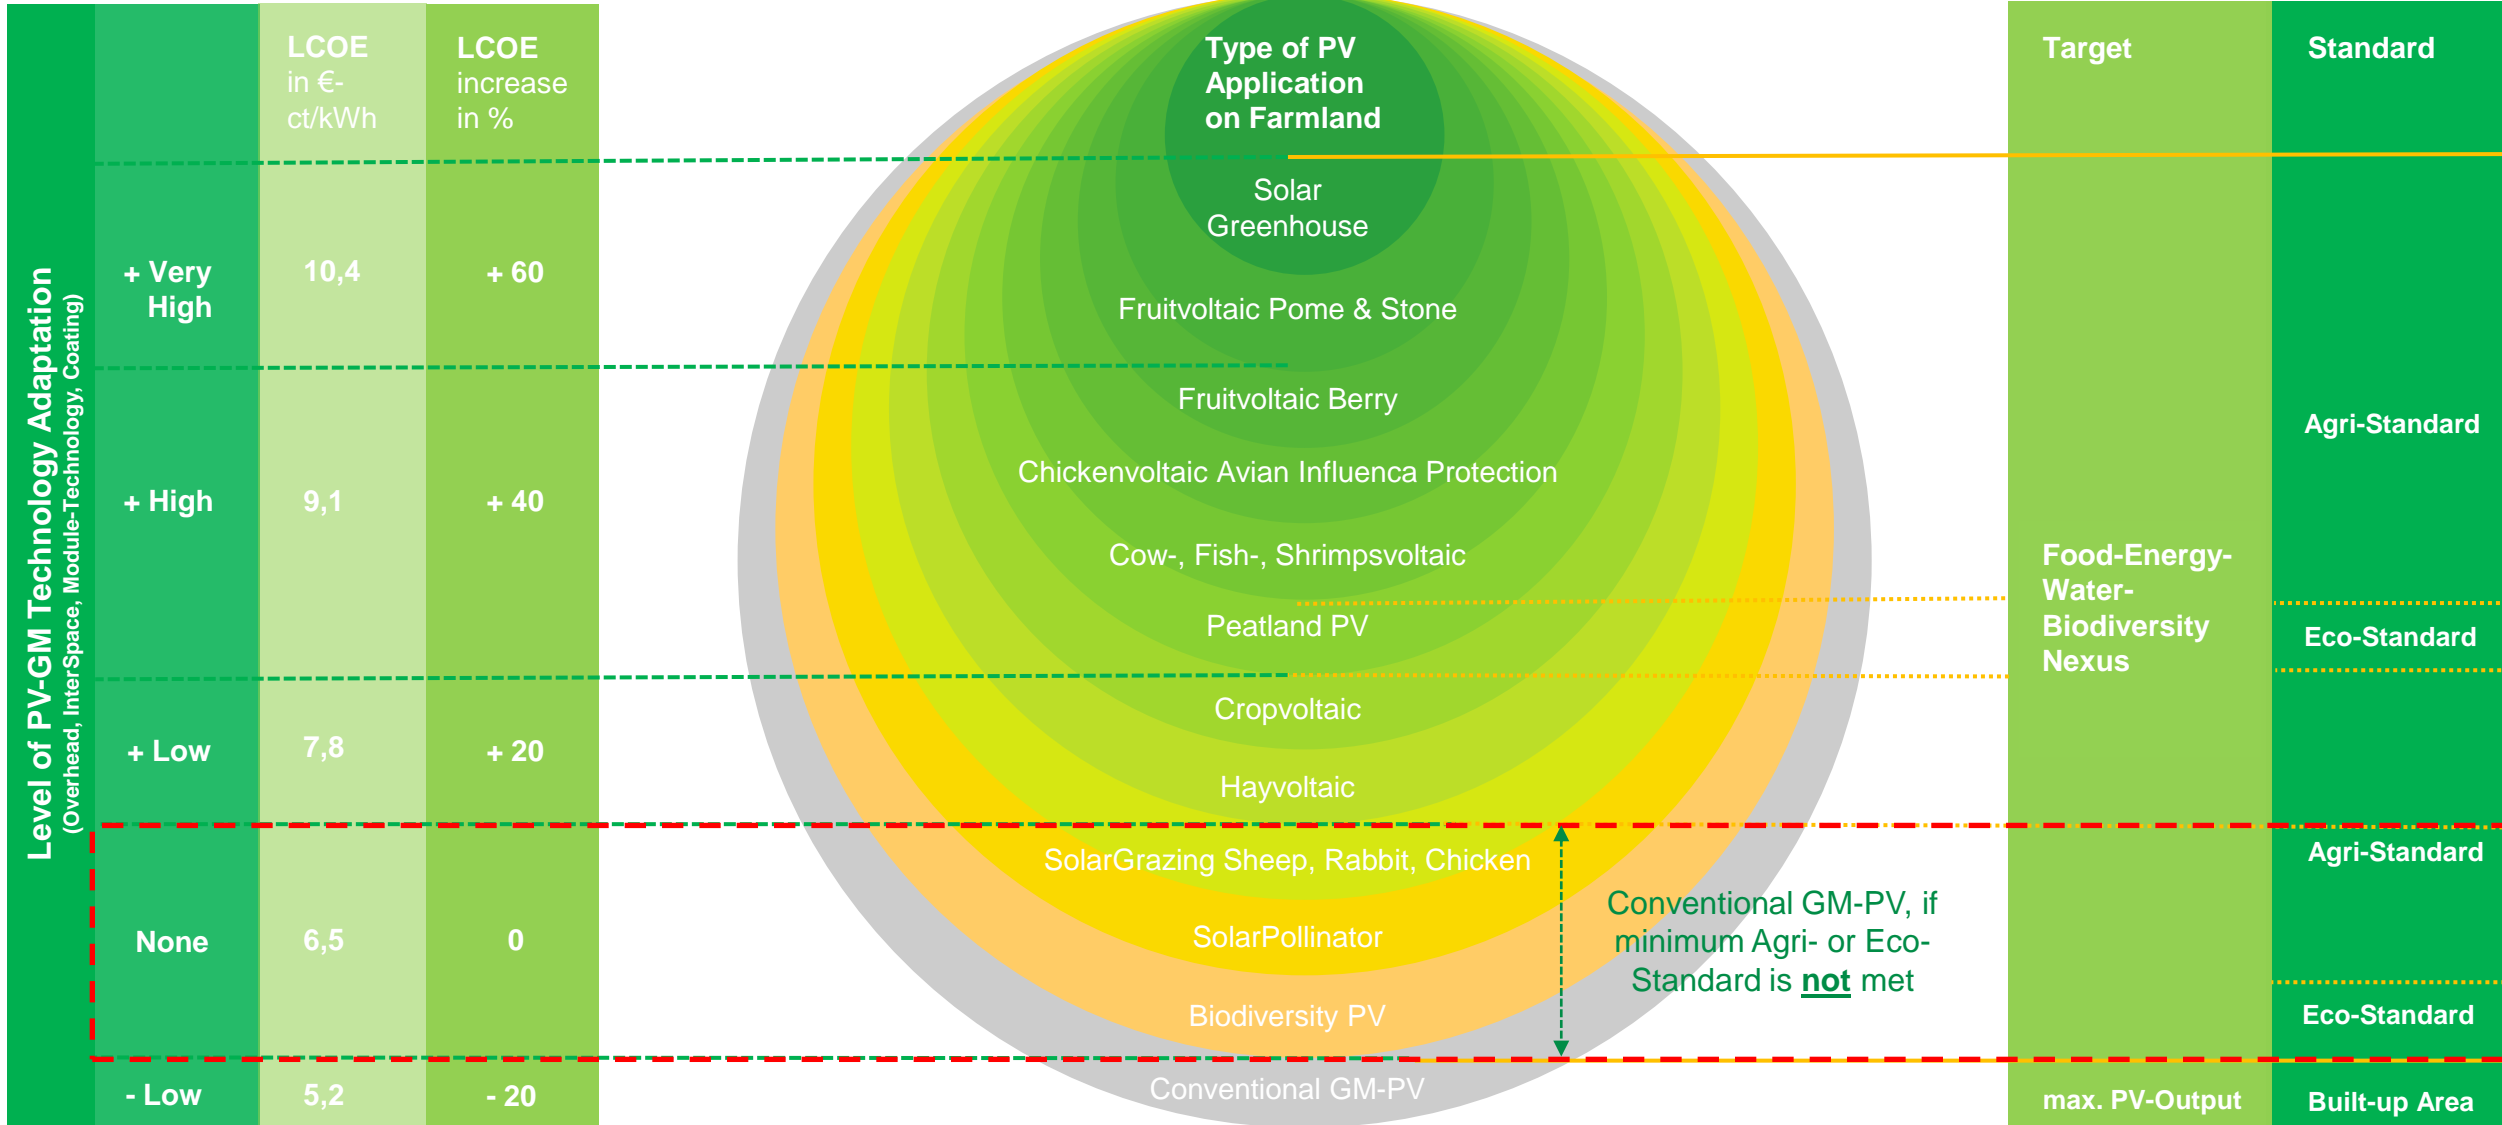 Level of PV-GM Technology Adaptation
(Overhead, InterSpace, Module-Technology, Coating)
LCOE
in €-
ct/kWh
LCOE
increase
in %
Type of PV
Application
on Farmland
Target
Standard
+ Very
High
10,4
+ 60
Solar
Greenhouse
Fruitvoltaic Pome & Stone
+ High
9,1
+ 40
Fruitvoltaic Berry
Chickenvoltaic Avian Influenca Protection
Cow-, Fish-, Shrimpsvoltaic
Peatland PV
Agri-Standard
Food-Energy-
Water-
Biodiversity
Nexus
Eco-Standard
+ Low
7,8
+ 20
Cropvoltaic
Hayvoltaic
None
6,5
0
SolarGrazing Sheep, Rabbit, Chicken
SolarPollinator
Biodiversity PV
Conventional GM-PV, if
minimum Agri- or Eco-
Standard is not met
Agri-Standard
Eco-Standard
- Low
5,2
- 20
Conventional GM-PV
max. PV-Output
Built-up Area